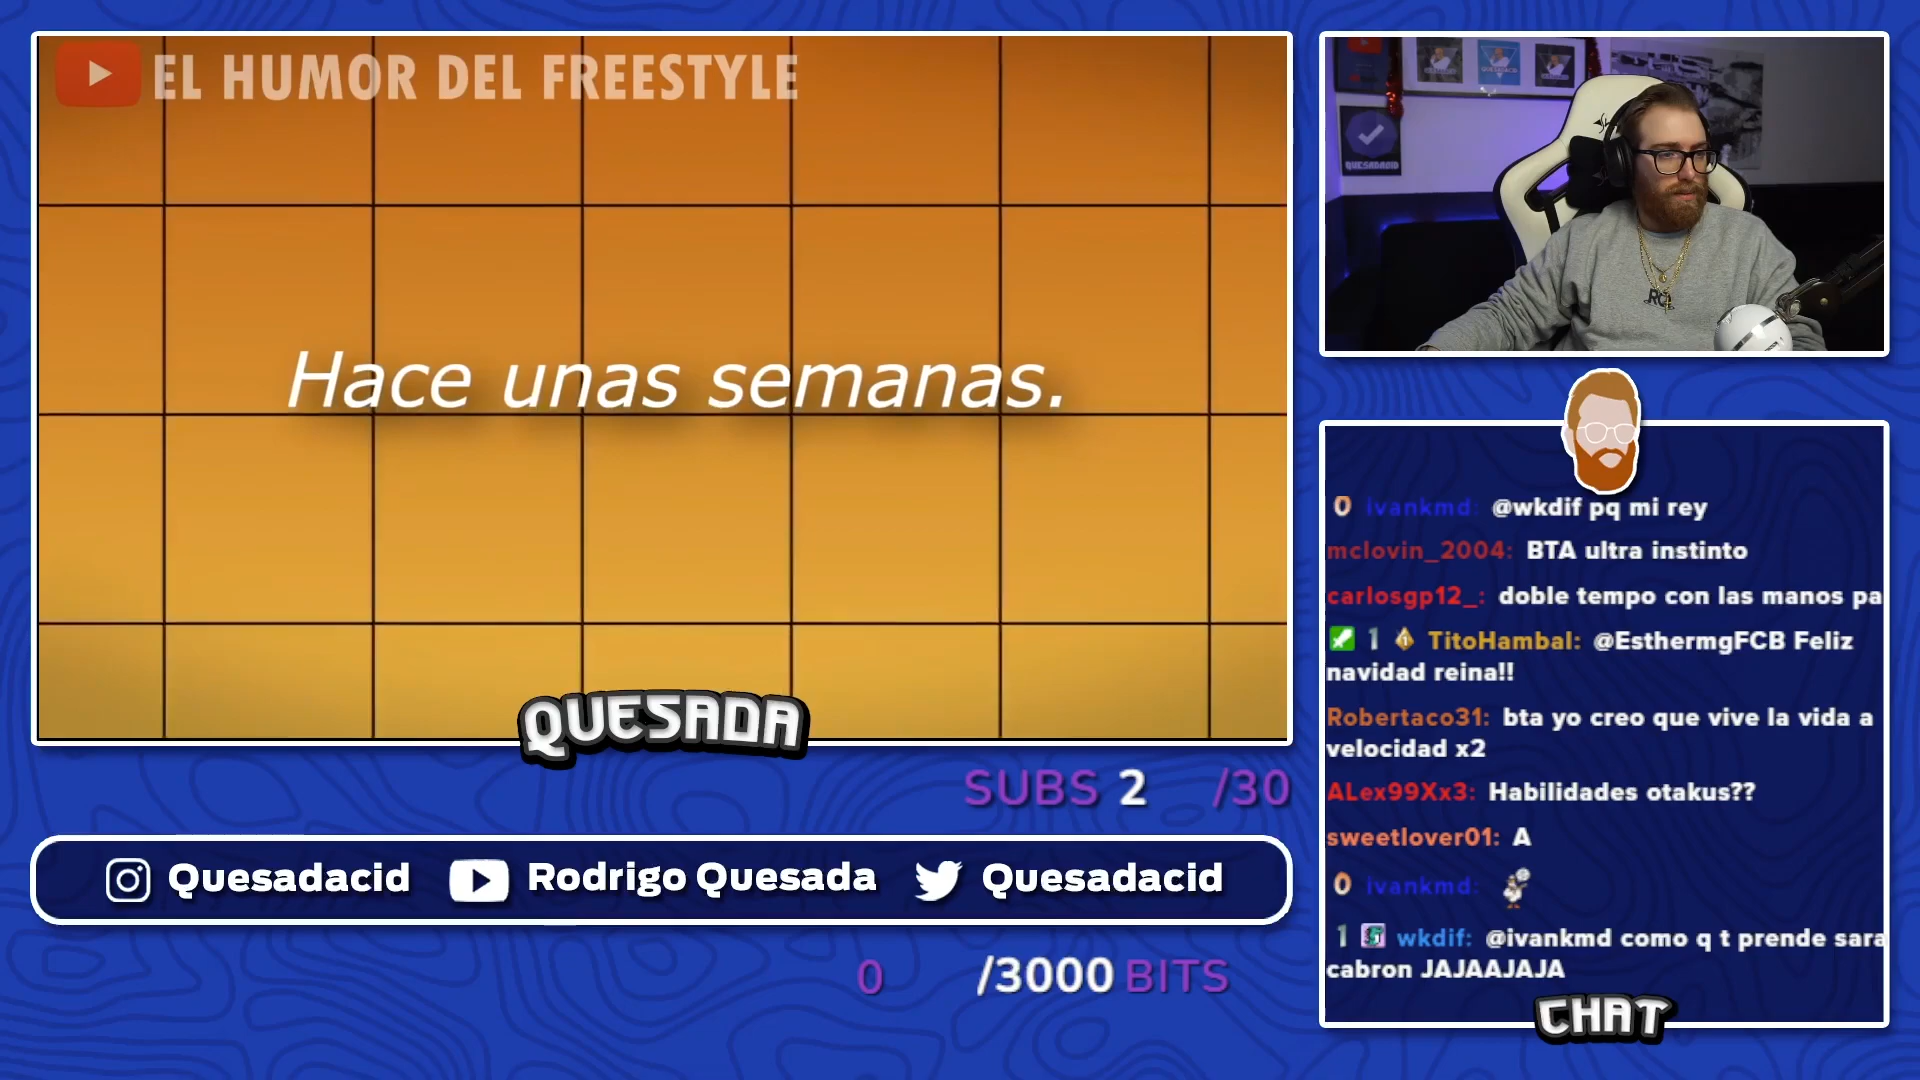 EL HUMOR DEL FREESTYLE
Hace unas semanas.
QUESADA
SUBS 2 /30
Quesadacid Rodrigo Quesada Quesadacid
0 /3000 BITS
QUESADACID
0 ivankmd: @wkdif pq mi rey
mclovin_2004: BTA ultra instinto
carlosgp12_: doble tempo con las manos pa
1 TitoHambal: @EsthermgFCB Feliz
navidad reina!!
Robertaco31: bta yo creo que vive la vida a
velocidad x2
ALex99Xx3: Habilidades otakus??
sweetlover01: A
0 ivankmd:
1 wkdif: @ivankmd como q t prende sara
cabron JAJAAJAJA
CHAT